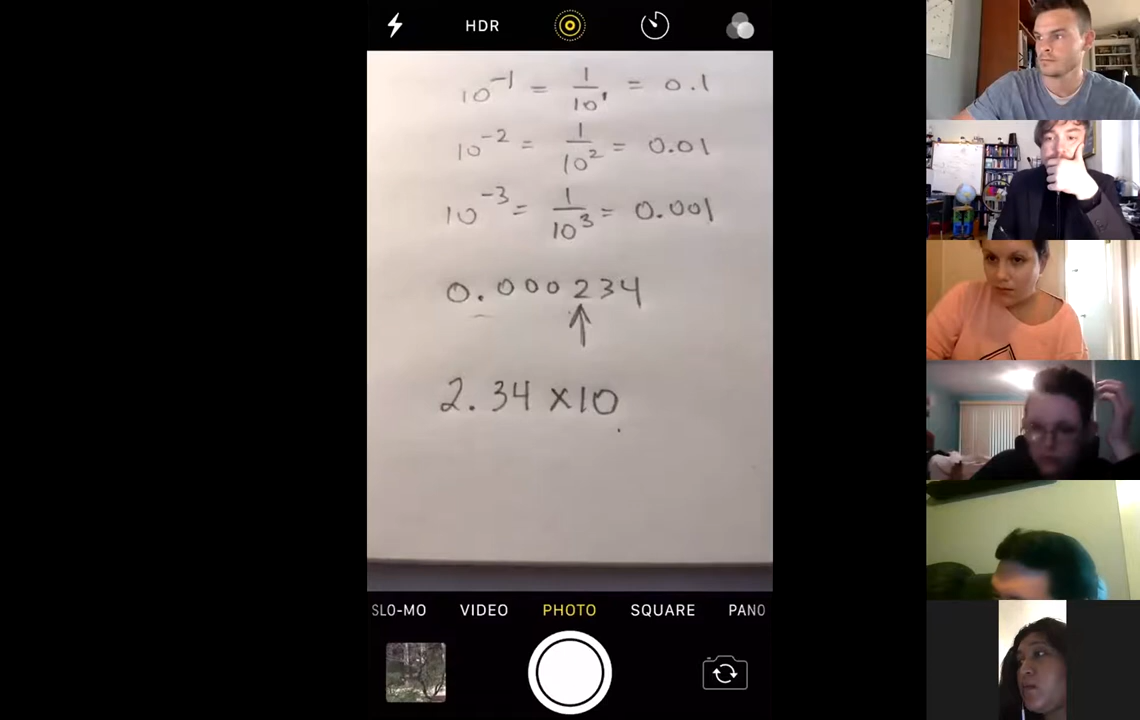 HDR
10⁻¹ = 1/10¹ = 0.1
10⁻² = 1/10² = 0.01
10⁻³ = 1/10³ = 0.001
0.000234
2.34 ×10
SLO-MO VIDEO PHOTO SQUARE PANO